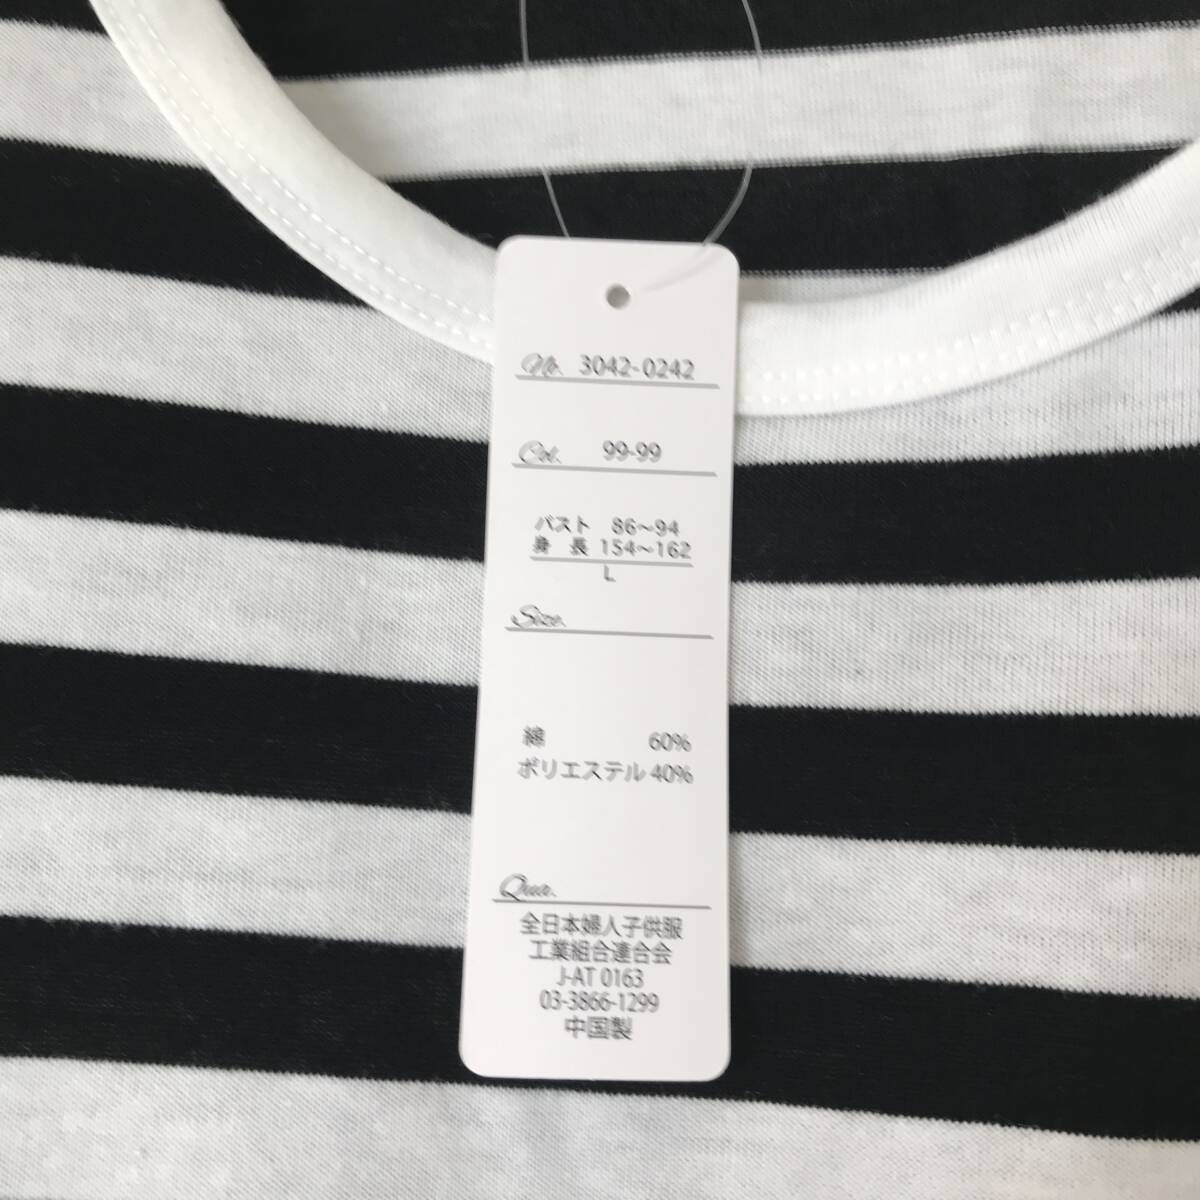 No. 3042-0242
Col. 99-99
バスト 86～94
身 長 154～162
L
Size.
綿 60%
ポリエステル 40%
Qua.
全日本婦人子供服
工業組合連合会
J-AT 0163
03-3866-1299
中国製